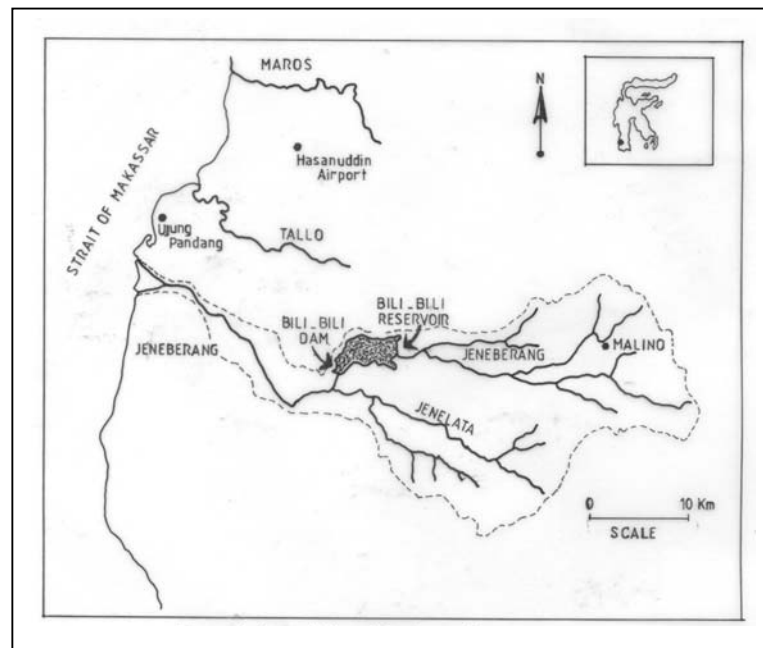 MAROS
N
Hasanuddin
Airport
STRAIT OF MAKASSAR
Ujung
Pandang
TALLO
BILI_BILI
RESERVOIR
BILI_BILI
DAM
JENEBERANG
JENEBERANG
MALINO
JENELATA
0 10 Km
SCALE